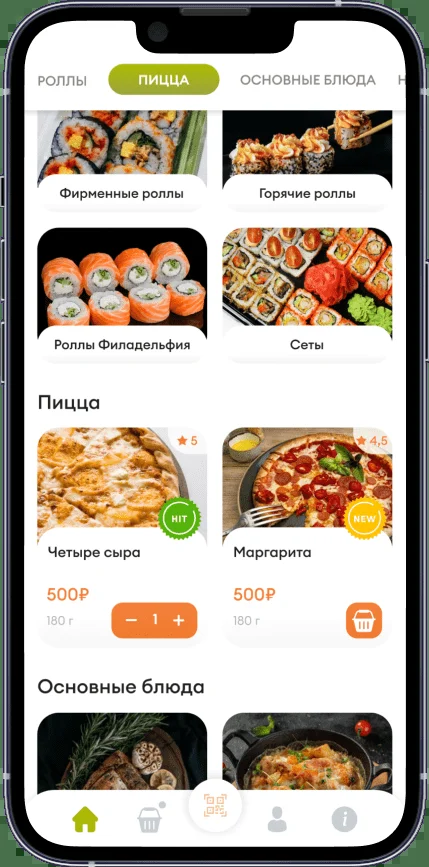 РОЛЛЫ ПИЦЦА ОСНОВНЫЕ БЛЮДА
Фирменные роллы Горячие роллы
Роллы Филадельфия Сеты
Пицца
5 4,5
HIT NEW
Четыре сыра Маргарита
500₽ 500₽
180 г − 1 + 180 г
Основные блюда